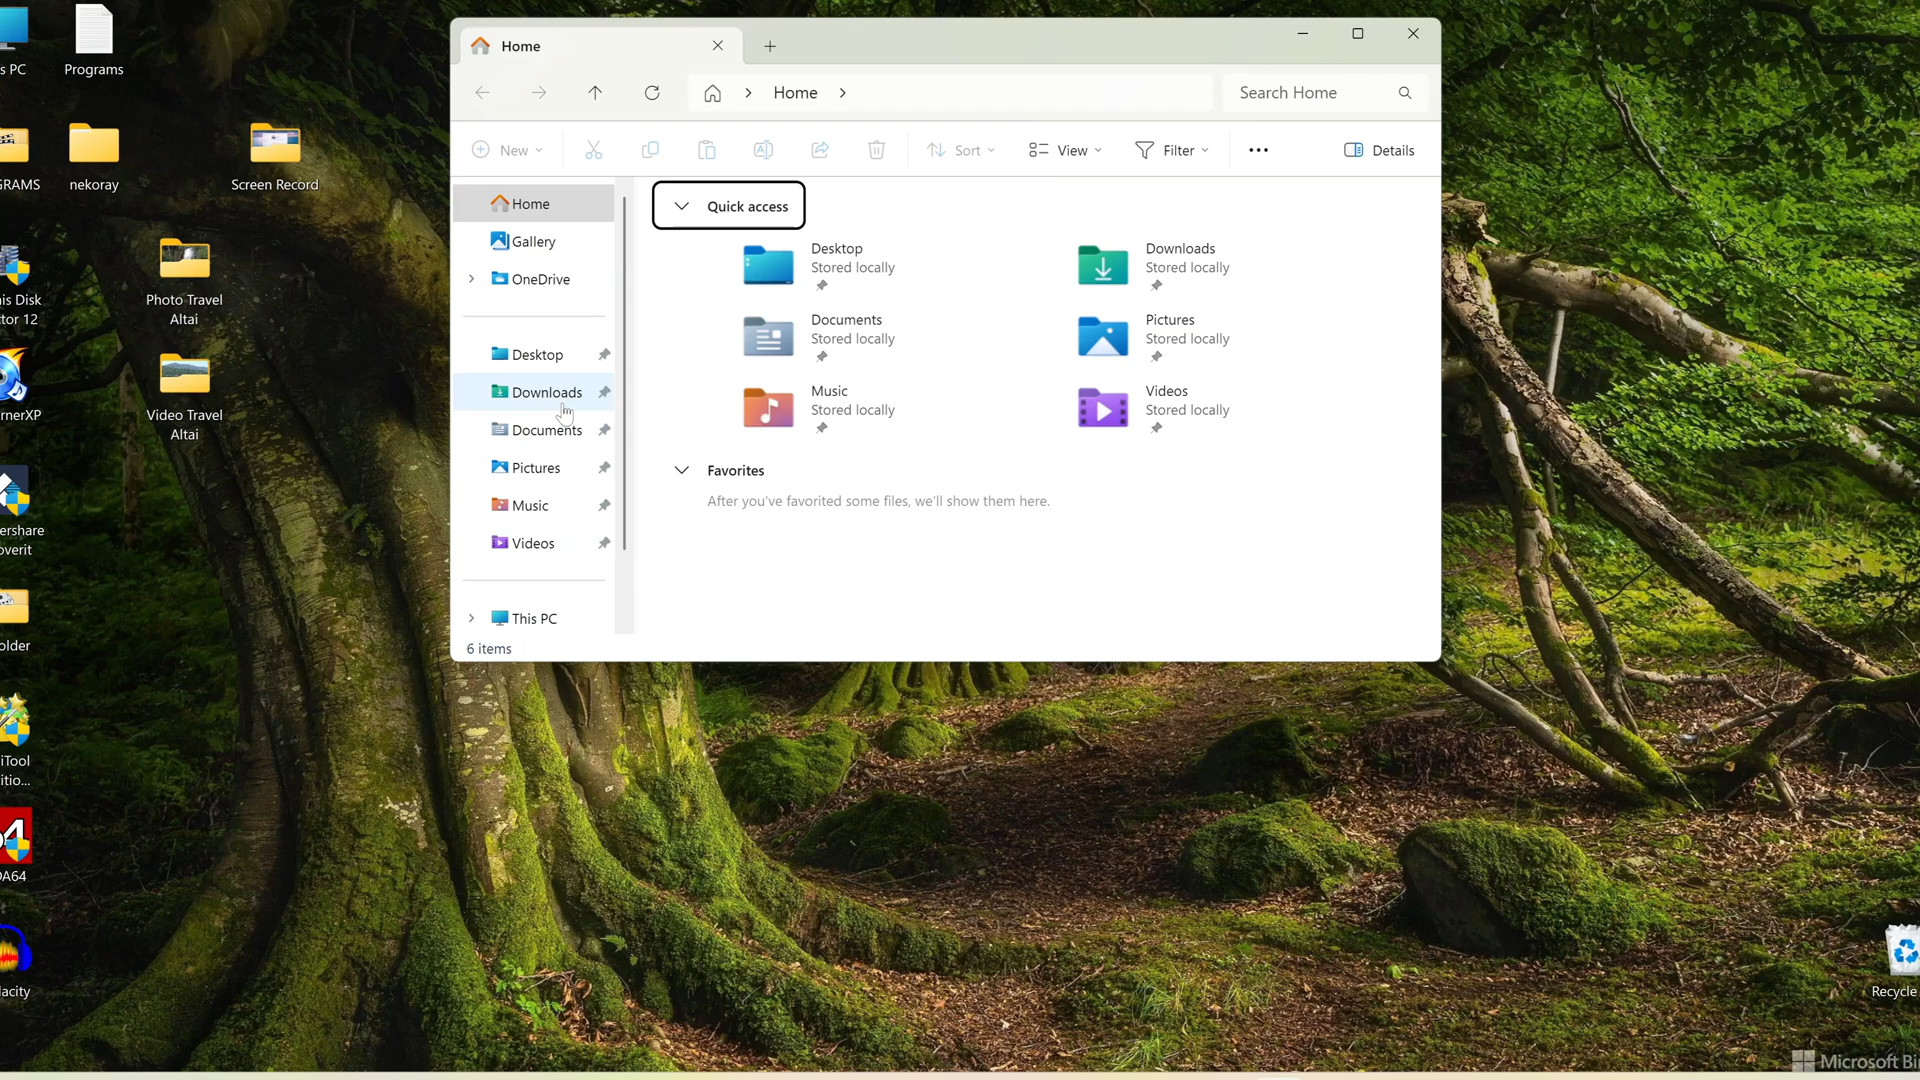 s PC
Programs
GRAMS
nekoray
Screen Record
is Disk
tor 12
Photo Travel
Altai
rnerXP
Video Travel
Altai
ershare
overit
older
iTool
itio...
04
DA64
acity
Recycle
Microsoft Bi
Home
Home
Search Home
New
Sort
View
Filter
Details
Home
Gallery
OneDrive
Desktop
Downloads
Documents
Pictures
Music
Videos
This PC
6 items
Quick access
Desktop
Stored locally
Downloads
Stored locally
Documents
Stored locally
Pictures
Stored locally
Music
Stored locally
Videos
Stored locally
Favorites
After you've favorited some files, we'll show them here.